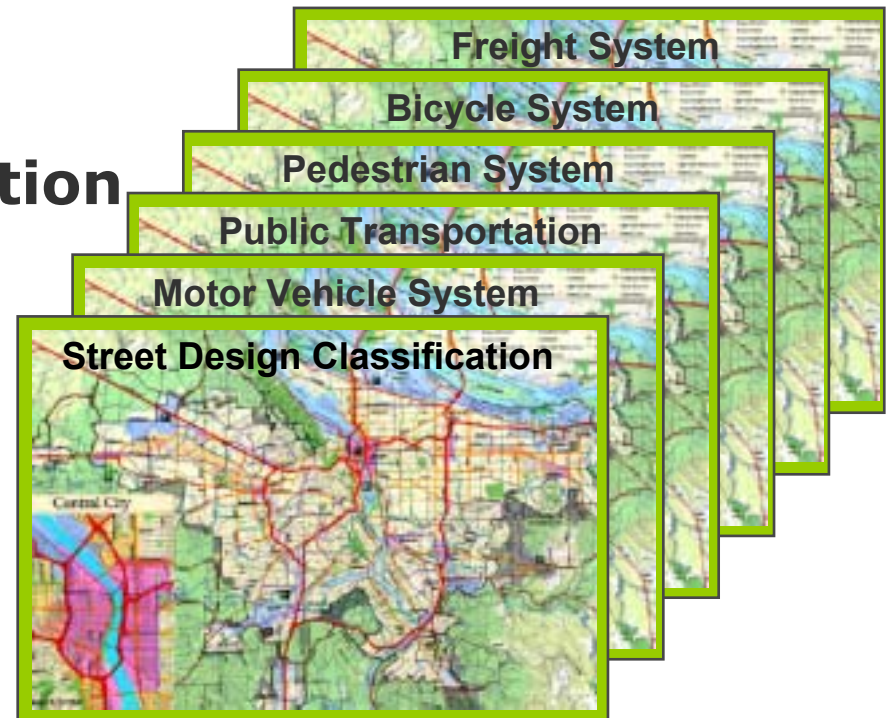 Freight System
Bicycle System
Pedestrian System
tion
Public Transportation
Motor Vehicle System
Street Design Classification
Central City